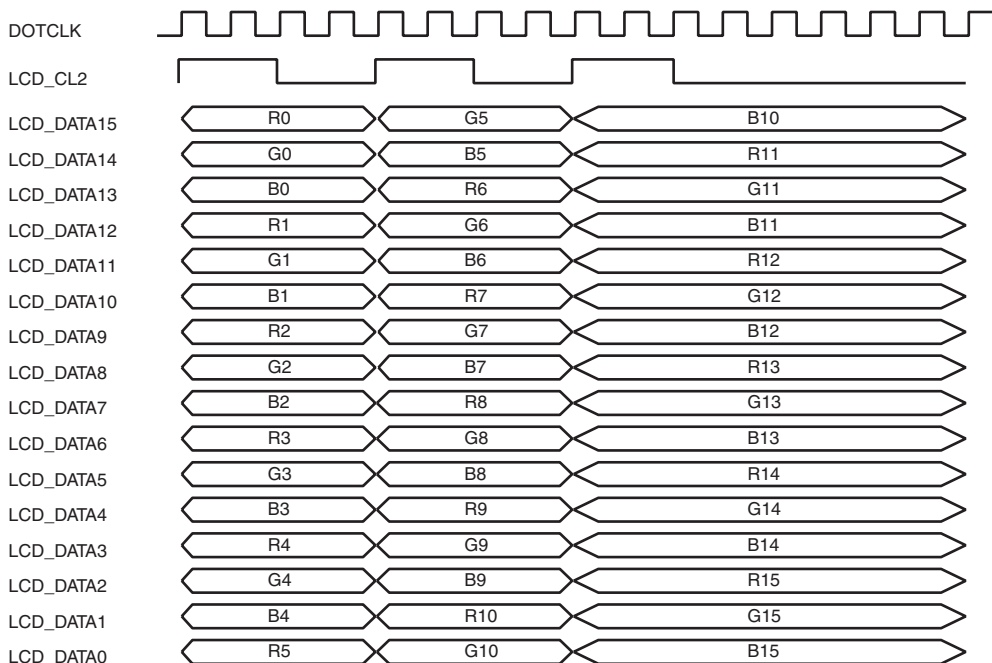 DOTCLK
LCD_CL2
LCD_DATA15 R0 G5 B10
LCD_DATA14 G0 B5 R11
LCD_DATA13 B0 R6 G11
LCD_DATA12 R1 G6 B11
LCD_DATA11 G1 B6 R12
LCD_DATA10 B1 R7 G12
LCD_DATA9 R2 G7 B12
LCD_DATA8 G2 B7 R13
LCD_DATA7 B2 R8 G13
LCD_DATA6 R3 G8 B13
LCD_DATA5 G3 B8 R14
LCD_DATA4 B3 R9 G14
LCD_DATA3 R4 G9 B14
LCD_DATA2 G4 B9 R15
LCD_DATA1 B4 R10 G15
LCD_DATA0 R5 G10 B15